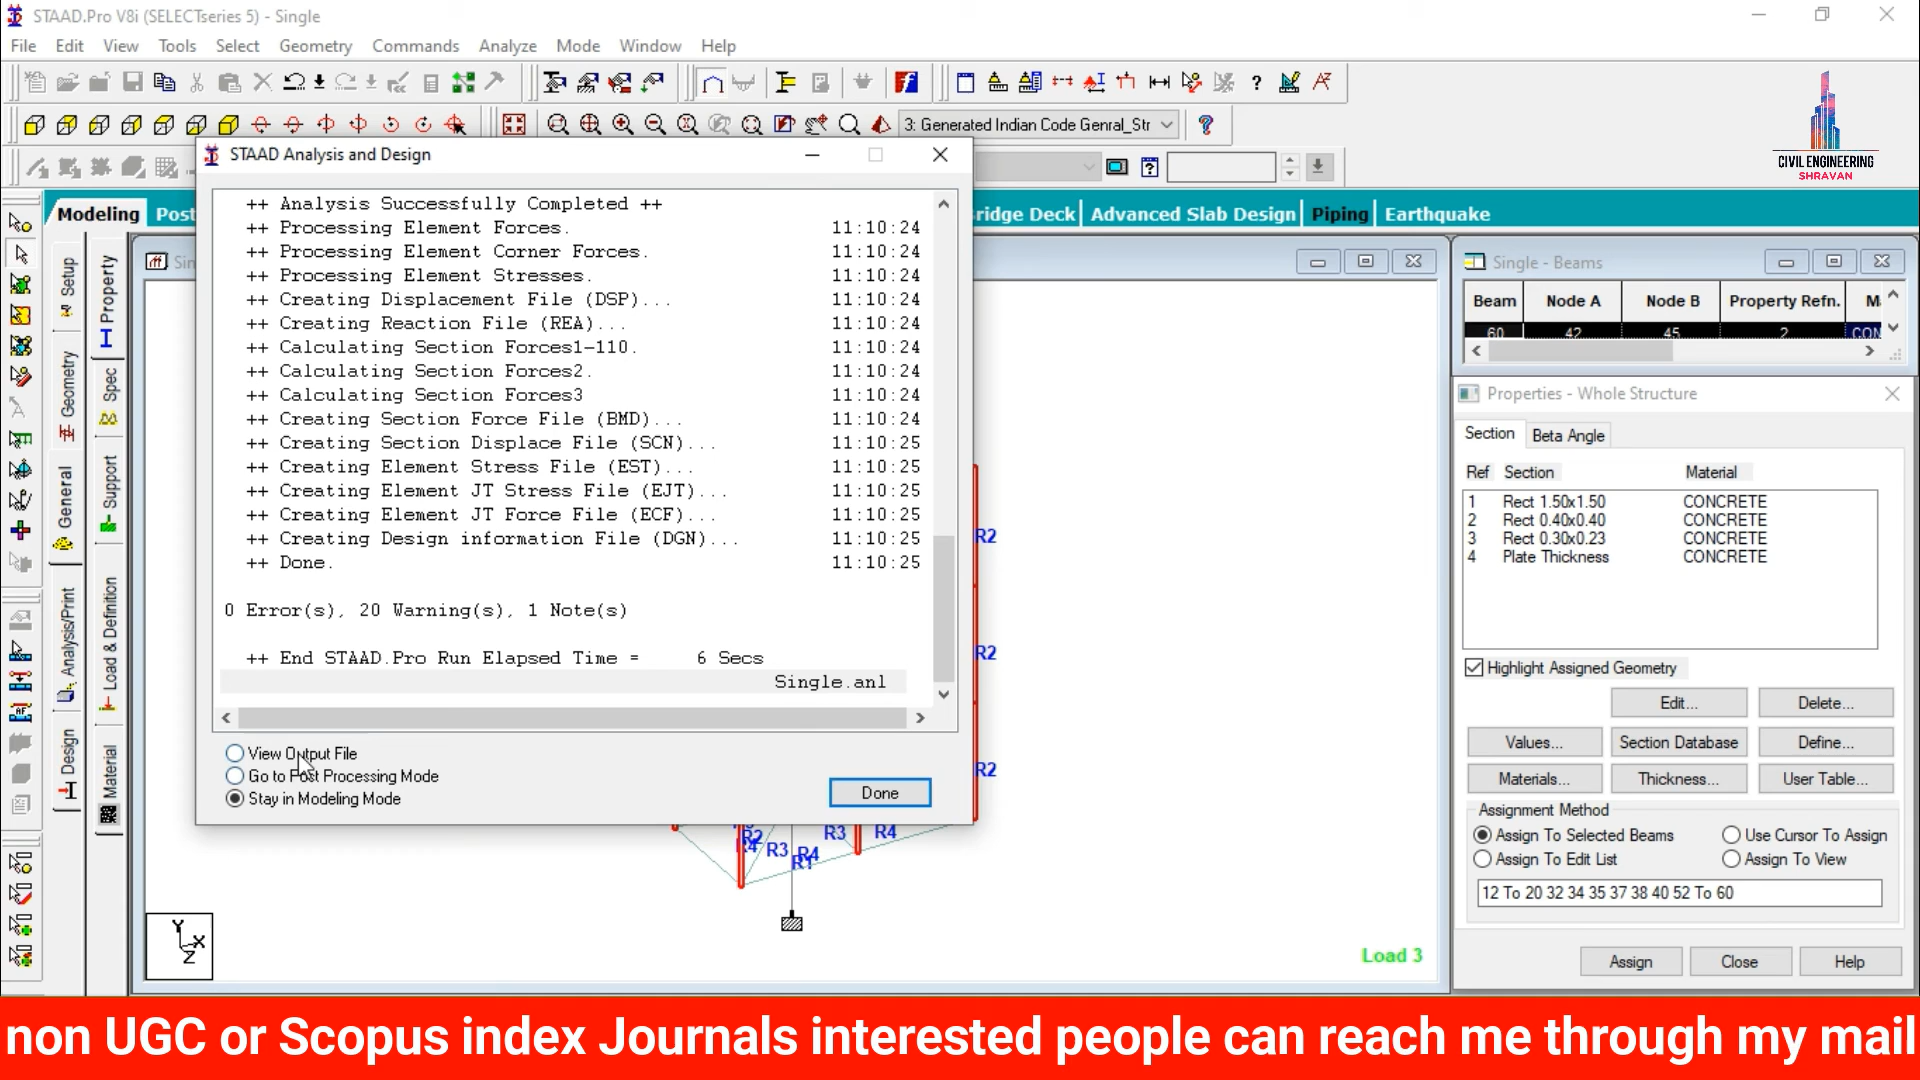 STAAD.Pro V8i (SELECTseries 5) - Single
File Edit View Tools Select Geometry Commands Analyze Mode Window Help
3: Generated Indian Code Genral_Str
CIVIL ENGINEERING
SHRAVAN
STAAD Analysis and Design
Modeling Post
ridge Deck Advanced Slab Design Piping Earthquake
++ Analysis Successfully Completed ++
++ Processing Element Forces. 11:10:24
++ Processing Element Corner Forces. 11:10:24
++ Processing Element Stresses. 11:10:24
++ Creating Displacement File (DSP)... 11:10:24
++ Creating Reaction File (REA)... 11:10:24
++ Calculating Section Forces1-110. 11:10:24
++ Calculating Section Forces2. 11:10:24
++ Calculating Section Forces3 11:10:24
++ Creating Section Force File (BMD)... 11:10:24
++ Creating Section Displace File (SCN)... 11:10:25
++ Creating Element Stress File (EST)... 11:10:25
++ Creating Element JT Stress File (EJT)... 11:10:25
++ Creating Element JT Force File (ECF)... 11:10:25
++ Creating Design information File (DGN)... 11:10:25
++ Done. 11:10:25
0 Error(s), 20 Warning(s), 1 Note(s)
++ End STAAD.Pro Run Elapsed Time = 6 Secs
Single.anl
View Output File
Go to Post Processing Mode
Stay in Modeling Mode
Done
Setup
Geometry
General
Analysis/Print
Design
Property
Spec
Support
Load & Definition
Material
Sin
R2
R2
R2
R2
R4
R3
R4
R1
R3
R4
Y
X
Z
Load 3
Single - Beams
Beam Node A Node B Property Refn. M
60 42 45 2 CON
Properties - Whole Structure
Section Beta Angle
Ref Section Material
1 Rect 1.50x1.50 CONCRETE
2 Rect 0.40x0.40 CONCRETE
3 Rect 0.30x0.23 CONCRETE
4 Plate Thickness CONCRETE
Highlight Assigned Geometry
Edit... Delete...
Values... Section Database Define...
Materials... Thickness... User Table...
Assignment Method
Assign To Selected Beams Use Cursor To Assign
Assign To Edit List Assign To View
12 To 20 32 34 35 37 38 40 52 To 60
Assign Close Help
non UGC or Scopus index Journals interested people can reach me through my mail